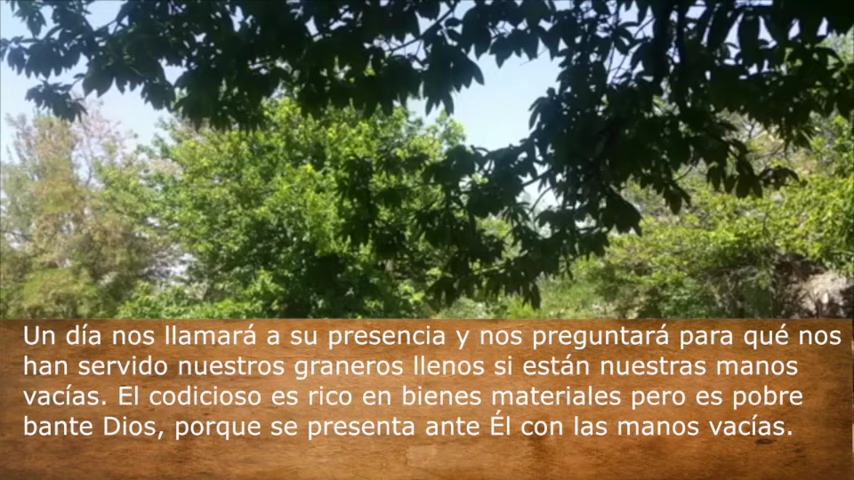 Un día nos llamará a su presencia y nos preguntará para qué nos
han servido nuestros graneros llenos si están nuestras manos
vacías. El codicioso es rico en bienes materiales pero es pobre
bante Dios, porque se presenta ante Él con las manos vacías.